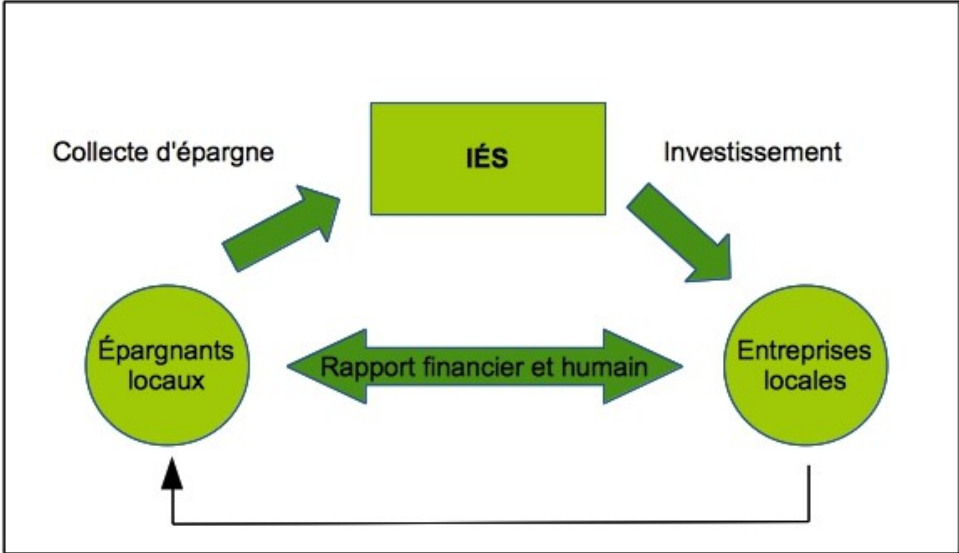 Collecte d'épargne
IÉS
Investissement
Épargnants
locaux
Rapport financier et humain
Entreprises
locales